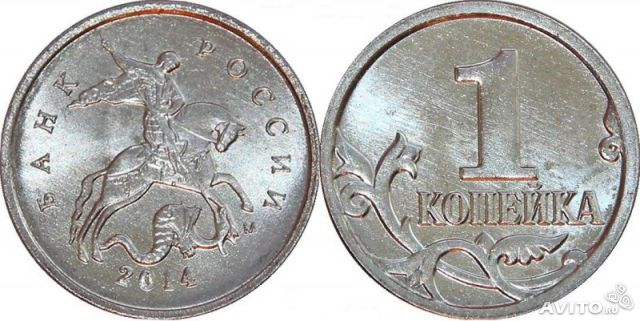 БАНК РОССИИ
М
2014
1
КОПЕЙКА
AVITO.ru